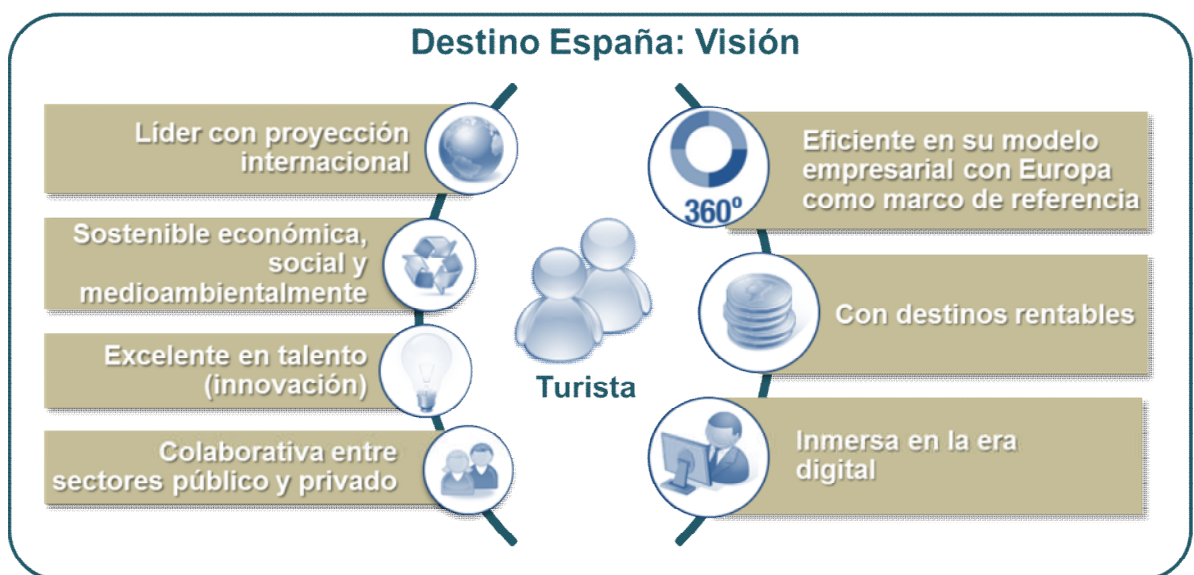 Destino España: Visión
Líder con proyección
internacional
Sostenible económica,
social y
medioambientalmente
Excelente en talento
(innovación)
Colaborativa entre
sectores público y privado
Turista
360º
Eficiente en su modelo
empresarial con Europa
como marco de referencia
Con destinos rentables
Inmersa en la era
digital